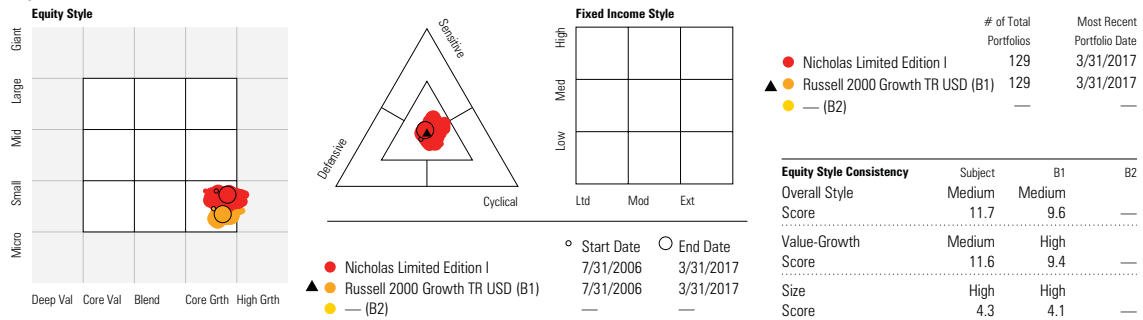 Equity Style
Giant
Large
Mid
Small
Micro
Deep Val Core Val Blend Core Grth High Grth
Sensitive
Defensive
Cyclical
Fixed Income Style
High
Med
Low
Ltd Mod Ext
Start Date End Date
Nicholas Limited Edition I 7/31/2006 3/31/2017
Russell 2000 Growth TR USD (B1) 7/31/2006 3/31/2017
— (B2) — —
# of Total Most Recent
Portfolios Portfolio Date
Nicholas Limited Edition I 129 3/31/2017
Russell 2000 Growth TR USD (B1) 129 3/31/2017
— (B2) — —
Equity Style Consistency Subject B1 B2
Overall Style Medium Medium
Score 11.7 9.6 —
Value-Growth Medium High
Score 11.6 9.4 —
Size High High
Score 4.3 4.1 —